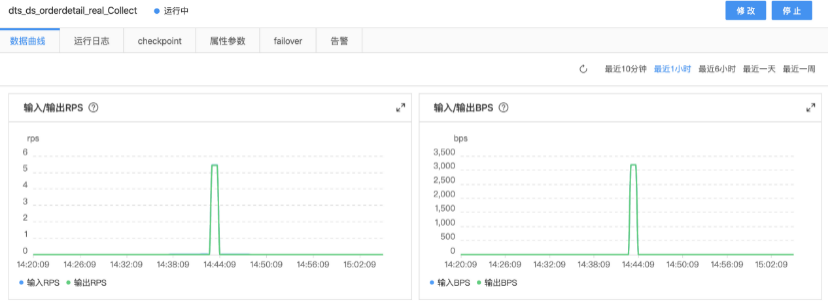 dts_ds_orderdetail_real_Collect 运行中 修 改 停 止
数据曲线 运行日志 checkpoint 属性参数 failover 告警
最近10分钟 最近1小时 最近6小时 最近一天 最近一周
输入/输出RPS
rps
6
5
4
3
2
1
0
14:20:09 14:26:09 14:32:09 14:38:09 14:44:09 14:50:09 14:56:09 15:02:09
输入RPS 输出RPS
输入/输出BPS
bps
3,500
3,000
2,500
2,000
1,500
1,000
500
0
14:20:09 14:26:09 14:32:09 14:38:09 14:44:09 14:50:09 14:56:09 15:02:09
输入BPS 输出BPS